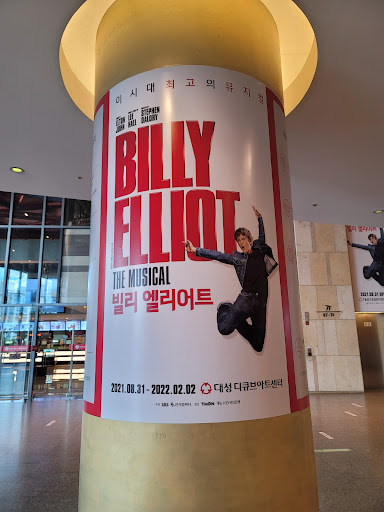 이 시대 최고의 뮤지컬
ELTON JOHN
LEE HALL
STEPHEN DALDRY
BILLY
ELLIOT
THE MUSICAL
빌리 엘리어트
2021.08.31 - 2022.02.02 대성 디큐브아트센터